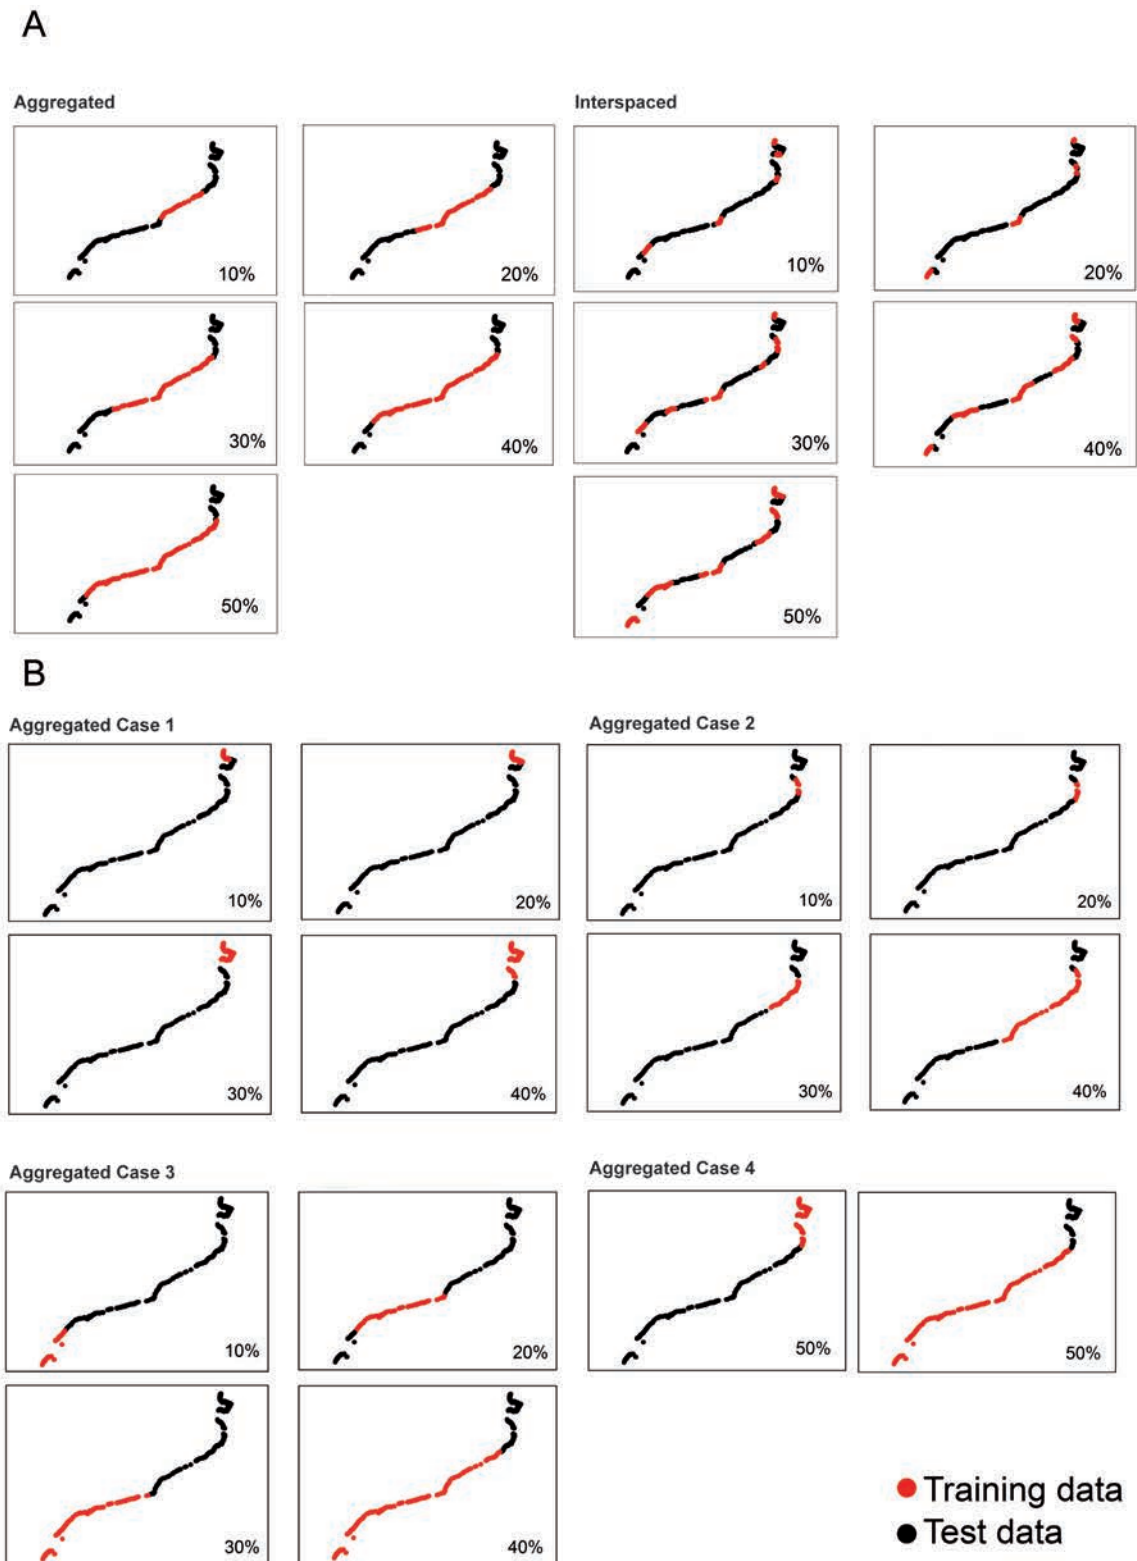 A
Aggregated
Interspaced
10%
20%
10%
20%
30%
40%
30%
40%
50%
50%
B
Aggregated Case 1
Aggregated Case 2
10%
20%
10%
20%
30%
40%
30%
40%
Aggregated Case 3
Aggregated Case 4
10%
20%
50%
50%
30%
40%
Training data
Test data